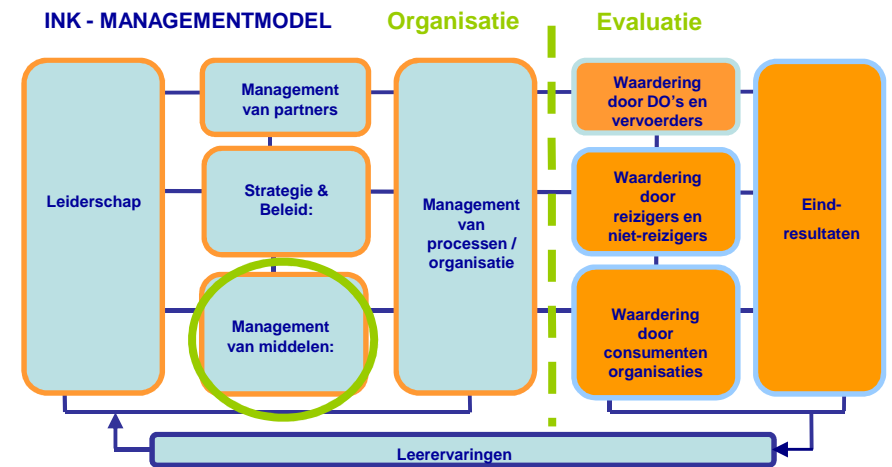 INK - MANAGEMENTMODEL
Organisatie
Evaluatie
Leiderschap
Management
van partners
Strategie &
Beleid:
Management
van middelen:
Management
van
processen /
organisatie
Waardering
door DO's en
vervoerders
Waardering
door
reizigers en
niet-reizigers
Waardering
door
consumenten
organisaties
Eind-
resultaten
Leerervaringen